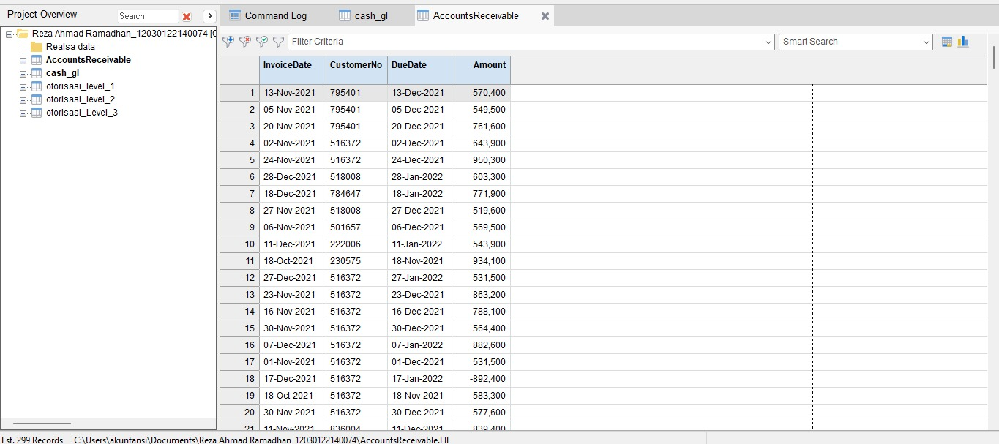 Project Overview Search
Command Log cash_gl AccountsReceivable
Reza Ahmad Ramadhan_12030122140074 [C
Realsa data
AccountsReceivable
cash_gl
otorisasi_level_1
otorisasi_level_2
otorisasi_Level_3
Filter Criteria Smart Search
InvoiceDate CustomerNo DueDate Amount
1 13-Nov-2021 795401 13-Dec-2021 570,400
2 05-Nov-2021 795401 05-Dec-2021 549,500
3 20-Nov-2021 795401 20-Dec-2021 761,600
4 02-Nov-2021 516372 02-Dec-2021 643,900
5 24-Nov-2021 516372 24-Dec-2021 950,300
6 28-Dec-2021 518008 28-Jan-2022 603,300
7 18-Dec-2021 784647 18-Jan-2022 771,900
8 27-Nov-2021 518008 27-Dec-2021 519,600
9 06-Nov-2021 501657 06-Dec-2021 569,500
10 11-Dec-2021 222006 11-Jan-2022 543,900
11 18-Oct-2021 230575 18-Nov-2021 934,100
12 27-Dec-2021 516372 27-Jan-2022 531,500
13 23-Nov-2021 516372 23-Dec-2021 863,200
14 16-Nov-2021 516372 16-Dec-2021 788,100
15 30-Nov-2021 516372 30-Dec-2021 564,400
16 07-Dec-2021 516372 07-Jan-2022 882,600
17 01-Nov-2021 516372 01-Dec-2021 531,500
18 17-Dec-2021 516372 17-Jan-2022 -892,400
19 18-Oct-2021 516372 18-Nov-2021 583,300
20 30-Nov-2021 516372 30-Dec-2021 577,600
21 11-Nov-2021 836004 11-Dec-2021 839,400
Est. 299 Records C:\Users\akuntansi\Documents\Reza Ahmad Ramadhan_12030122140074\AccountsReceivable.FIL